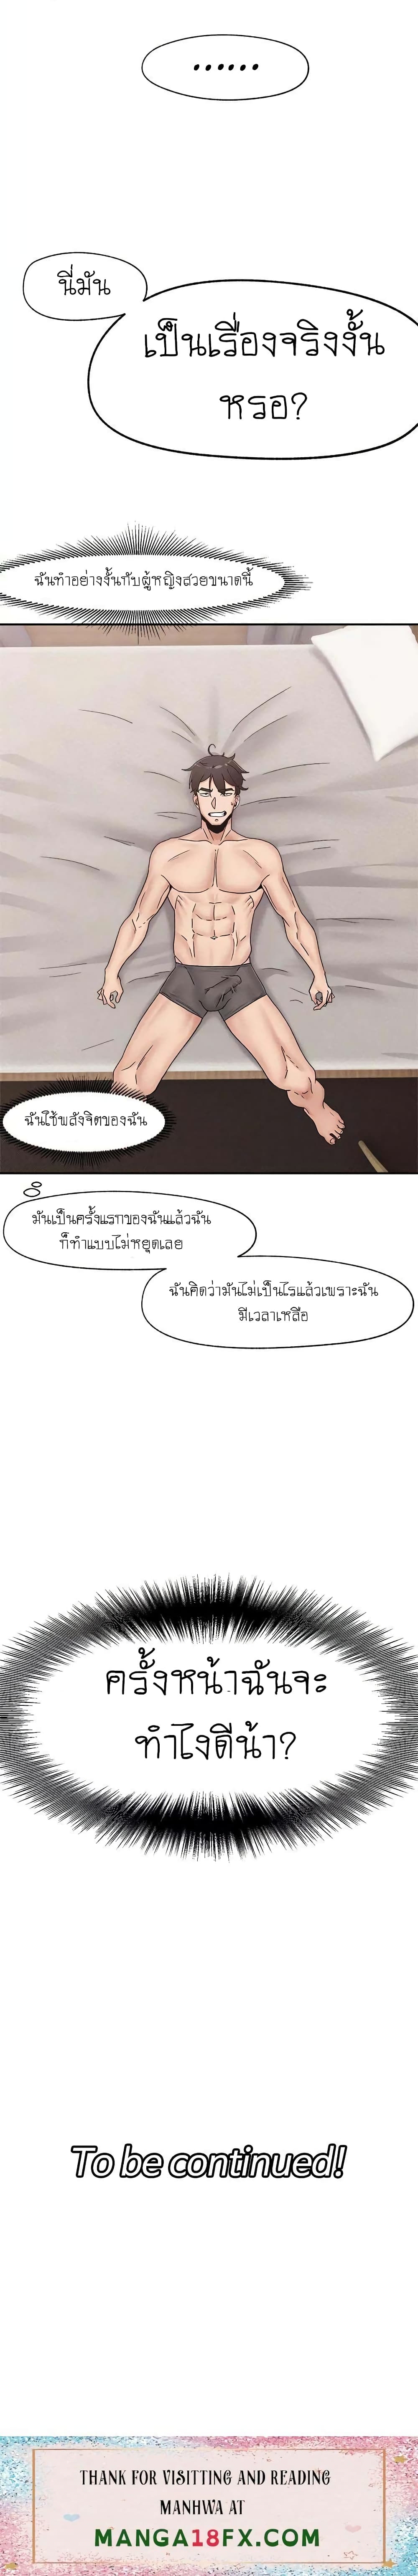 ......
นี่มัน
เป็นเรื่องจริงงั้น
หรอ?
ฉันทำอย่างงั้นกับผู้หญิงสวยขนาดนี้
ฉันใช้พลังจิตของฉัน
มันเป็นครั้งแรกของฉันแล้วฉัน
ก็ทำแบบไม่หยุดเลย
ฉันคิดว่ามันไม่เป็นไรแล้วเพราะฉัน
มีเวลาเหลือ
ครั้งหน้าฉันจะ
ทำไงดีน้า?
To be continued!
THANK FOR VISITTING AND READING
MANHWA AT
MANGA18FX.COM